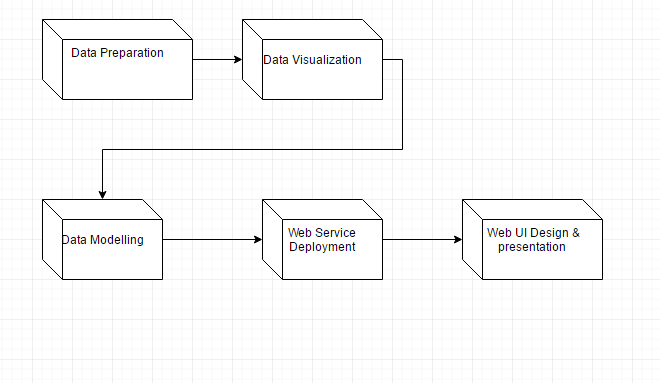 Data Preparation
Data Visualization
Data Modelling
Web Service
Deployment
Web UI Design &
presentation